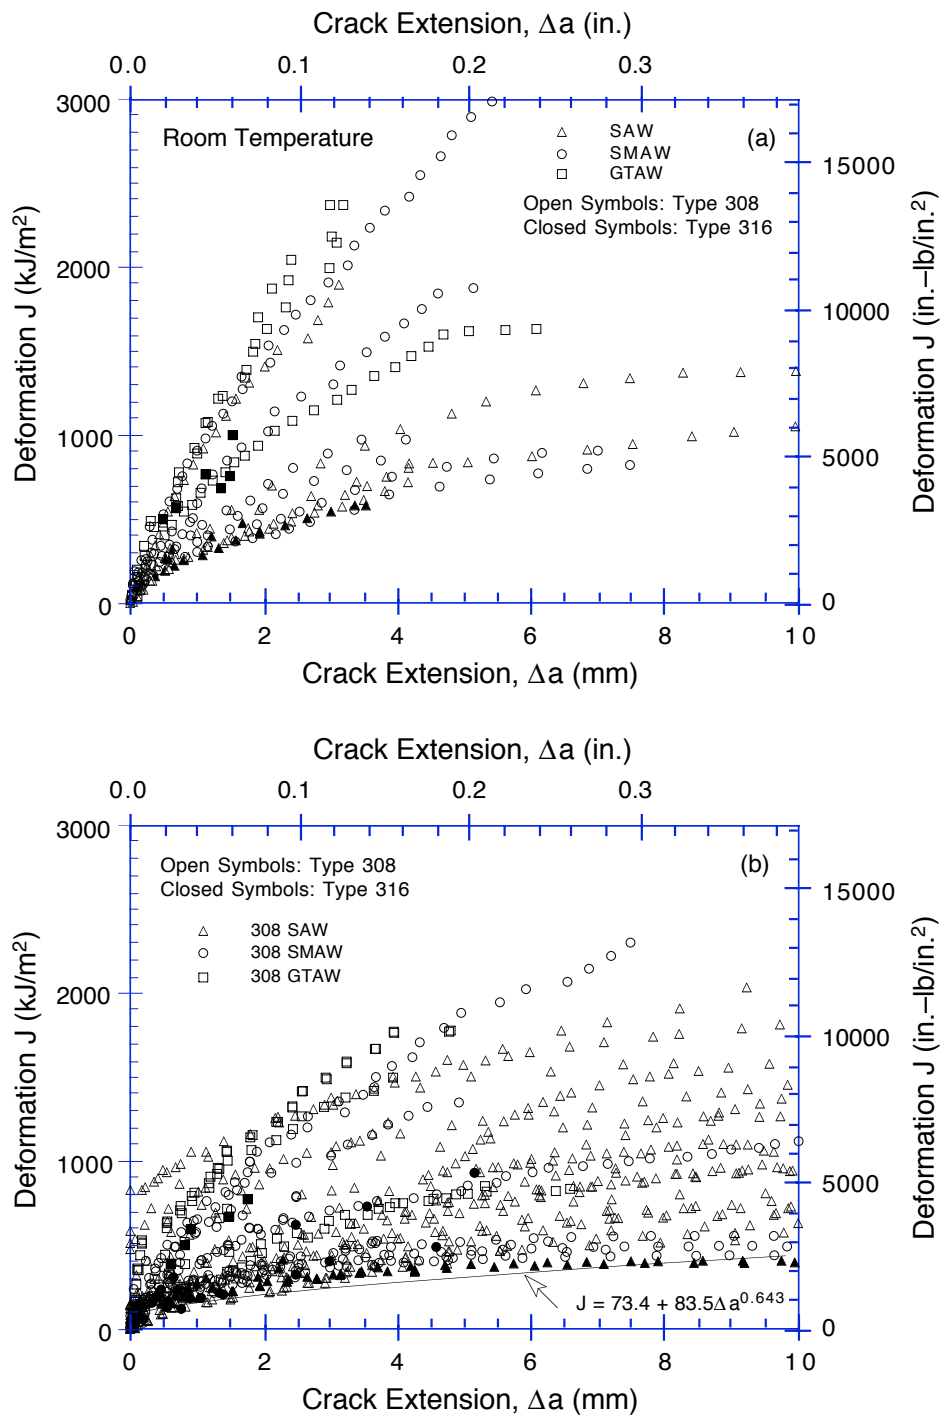 Crack Extension, Δa (in.)
0.0 0.1 0.2 0.3
3000
2000
1000
0
Deformation J (kJ/m²)
Room Temperature
SAW
SMAW
GTAW
(a)
Open Symbols: Type 308
Closed Symbols: Type 316
15000
10000
5000
0
Deformation J (in.–lb/in.²)
0 2 4 6 8 10
Crack Extension, Δa (mm)
Crack Extension, Δa (in.)
0.0 0.1 0.2 0.3
3000
2000
1000
0
Deformation J (kJ/m²)
Open Symbols: Type 308
Closed Symbols: Type 316
(b)
308 SAW
308 SMAW
308 GTAW
J = 73.4 + 83.5Δa^0.643
15000
10000
5000
0
Deformation J (in.–lb/in.²)
0 2 4 6 8 10
Crack Extension, Δa (mm)